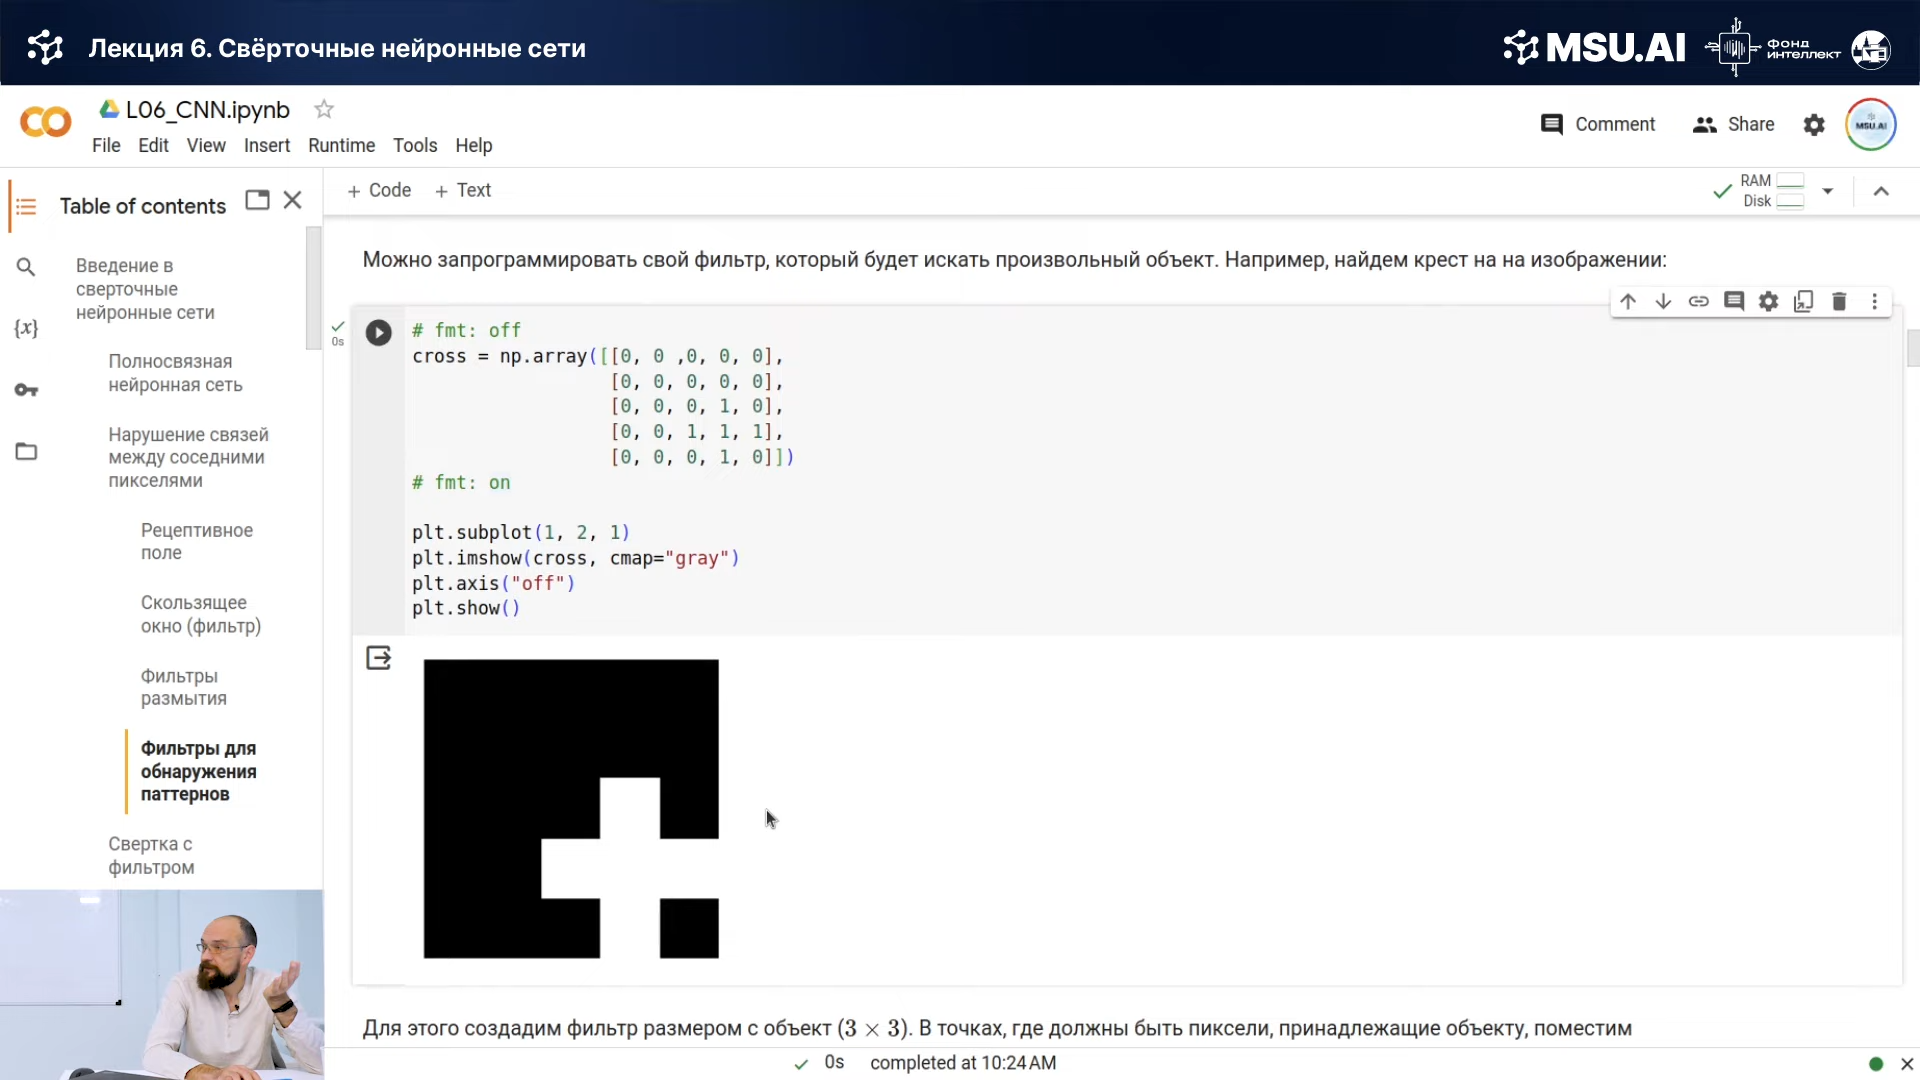 Лекция 6. Свёрточные нейронные сети
MSU.AI
ФОНД
ИНТЕЛЛЕКТ
L06_CNN.ipynb
File Edit View Insert Runtime Tools Help
Comment
Share
MSU.AI
Table of contents
+ Code + Text
RAM
Disk
Введение в
сверточные
нейронные сети
{x}
Полносвязная
нейронная сеть
Нарушение связей
между соседними
пикселями
Рецептивное
поле
Скользящее
окно (фильтр)
Фильтры
размытия
Фильтры для
обнаружения
паттернов
Свертка с
фильтром
Можно запрограммировать свой фильтр, который будет искать произвольный объект. Например, найдем крест на на изображении:
0s
# fmt: off
cross = np.array([[0, 0 ,0, 0, 0],
[0, 0, 0, 0, 0],
[0, 0, 0, 1, 0],
[0, 0, 1, 1, 1],
[0, 0, 0, 1, 0]])
# fmt: on
plt.subplot(1, 2, 1)
plt.imshow(cross, cmap="gray")
plt.axis("off")
plt.show()
Для этого создадим фильтр размером с объект (3 × 3). В точках, где должны быть пиксели, принадлежащие объекту, поместим
0s completed at 10:24 AM